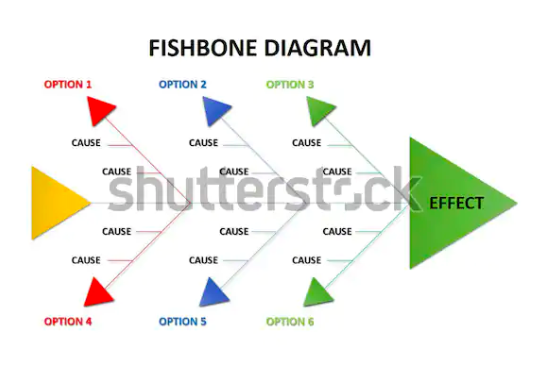 FISHBONE DIAGRAM
OPTION 1 OPTION 2 OPTION 3
CAUSE CAUSE CAUSE
CAUSE CAUSE CAUSE
shutterstock
EFFECT
CAUSE CAUSE CAUSE
CAUSE CAUSE CAUSE
OPTION 4 OPTION 5 OPTION 6